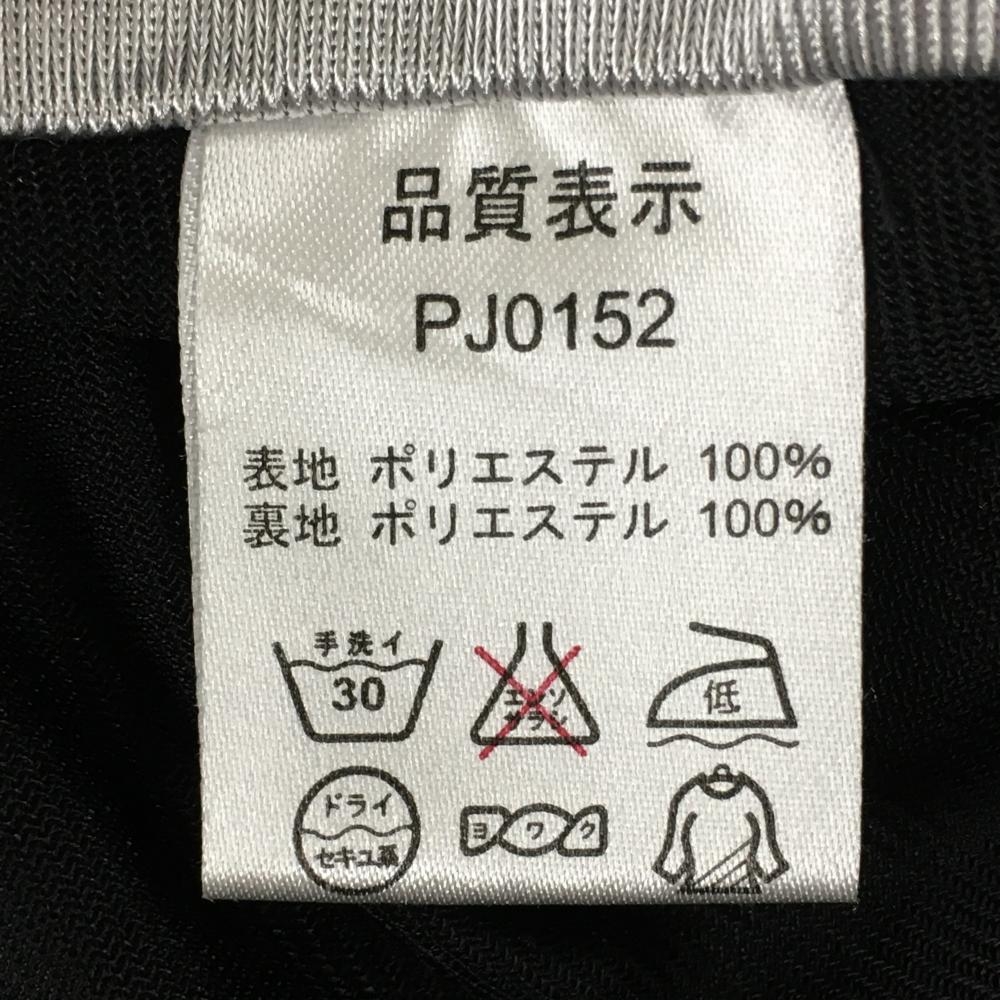 品質表示
PJ0152
表地 ポリエステル 100%
裏地 ポリエステル 100%
手洗イ
30
エンソ
サラシ
低
ドライ
セキユ系
ヨワク